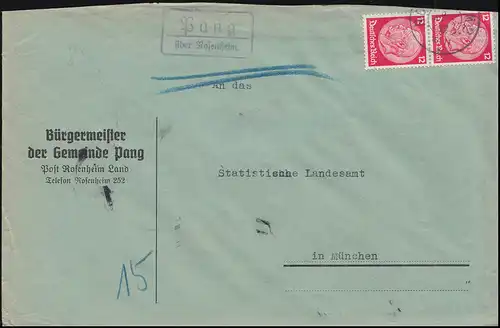 Pang
über Rosenheim.
Deutsches Reich
12
Deutsches Reich
12
An das
Bürgermeister
der Gemeinde Pang
Post Rosenheim Land
Telefon Rosenheim 252
Statistische Landesamt
in München
15